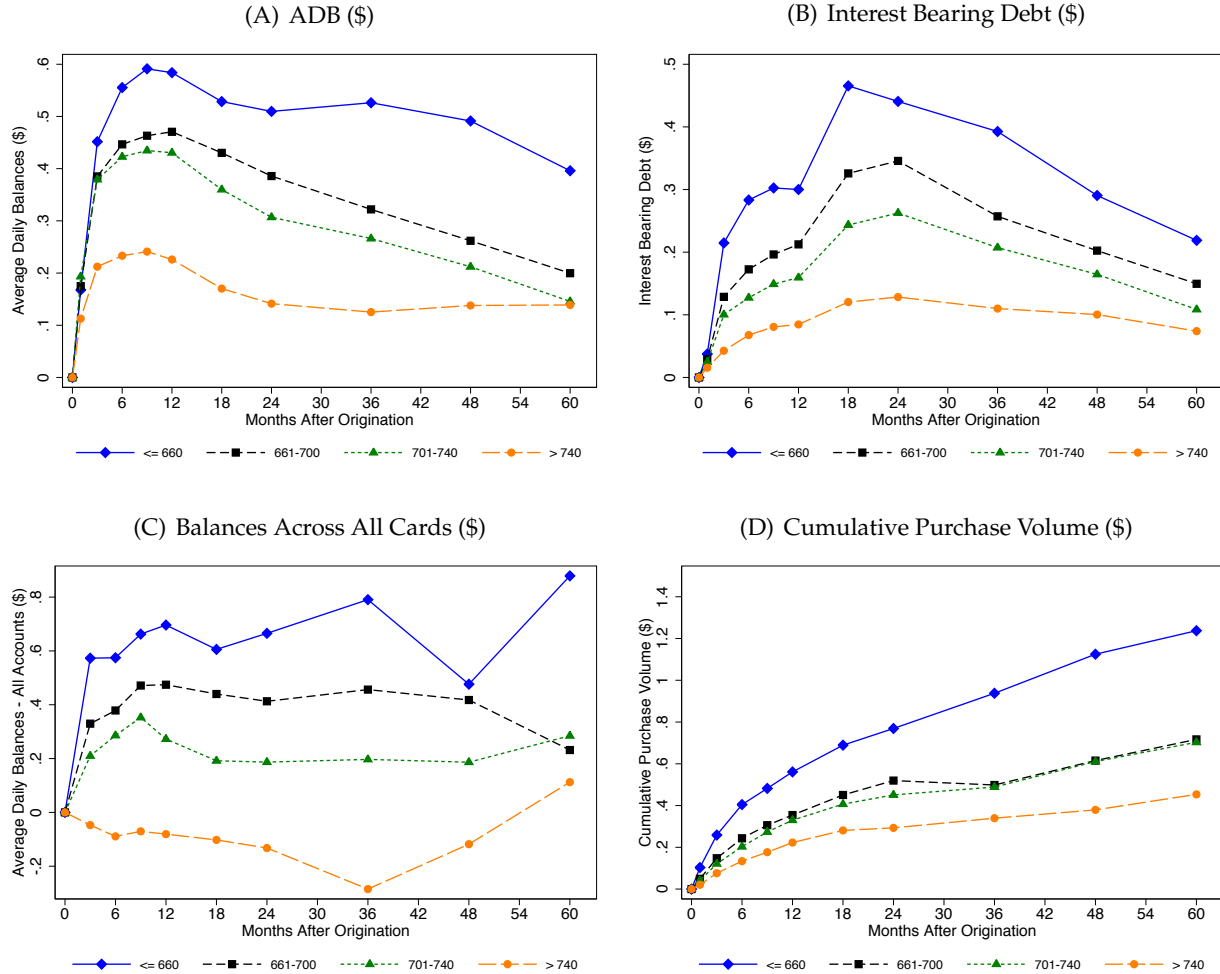 (A) ADB ($)
Average Daily Balances ($)
0 .1 .2 .3 .4 .5 .6
0 6 12 18 24 30 36 42 48 54 60
Months After Origination
<= 660 661-700 701-740 > 740
(B) Interest Bearing Debt ($)
Interest Bearing Debt ($)
0 .1 .2 .3 .4 .5
0 6 12 18 24 30 36 42 48 54 60
Months After Origination
<= 660 661-700 701-740 > 740
(C) Balances Across All Cards ($)
Average Daily Balances - All Accounts ($)
-.2 0 .2 .4 .6 .8
0 6 12 18 24 30 36 42 48 54 60
Months After Origination
<= 660 661-700 701-740 > 740
(D) Cumulative Purchase Volume ($)
Cumulative Purchase Volume ($)
0 .2 .4 .6 .8 1 1.2 1.4
0 6 12 18 24 30 36 42 48 54 60
Months After Origination
<= 660 661-700 701-740 > 740